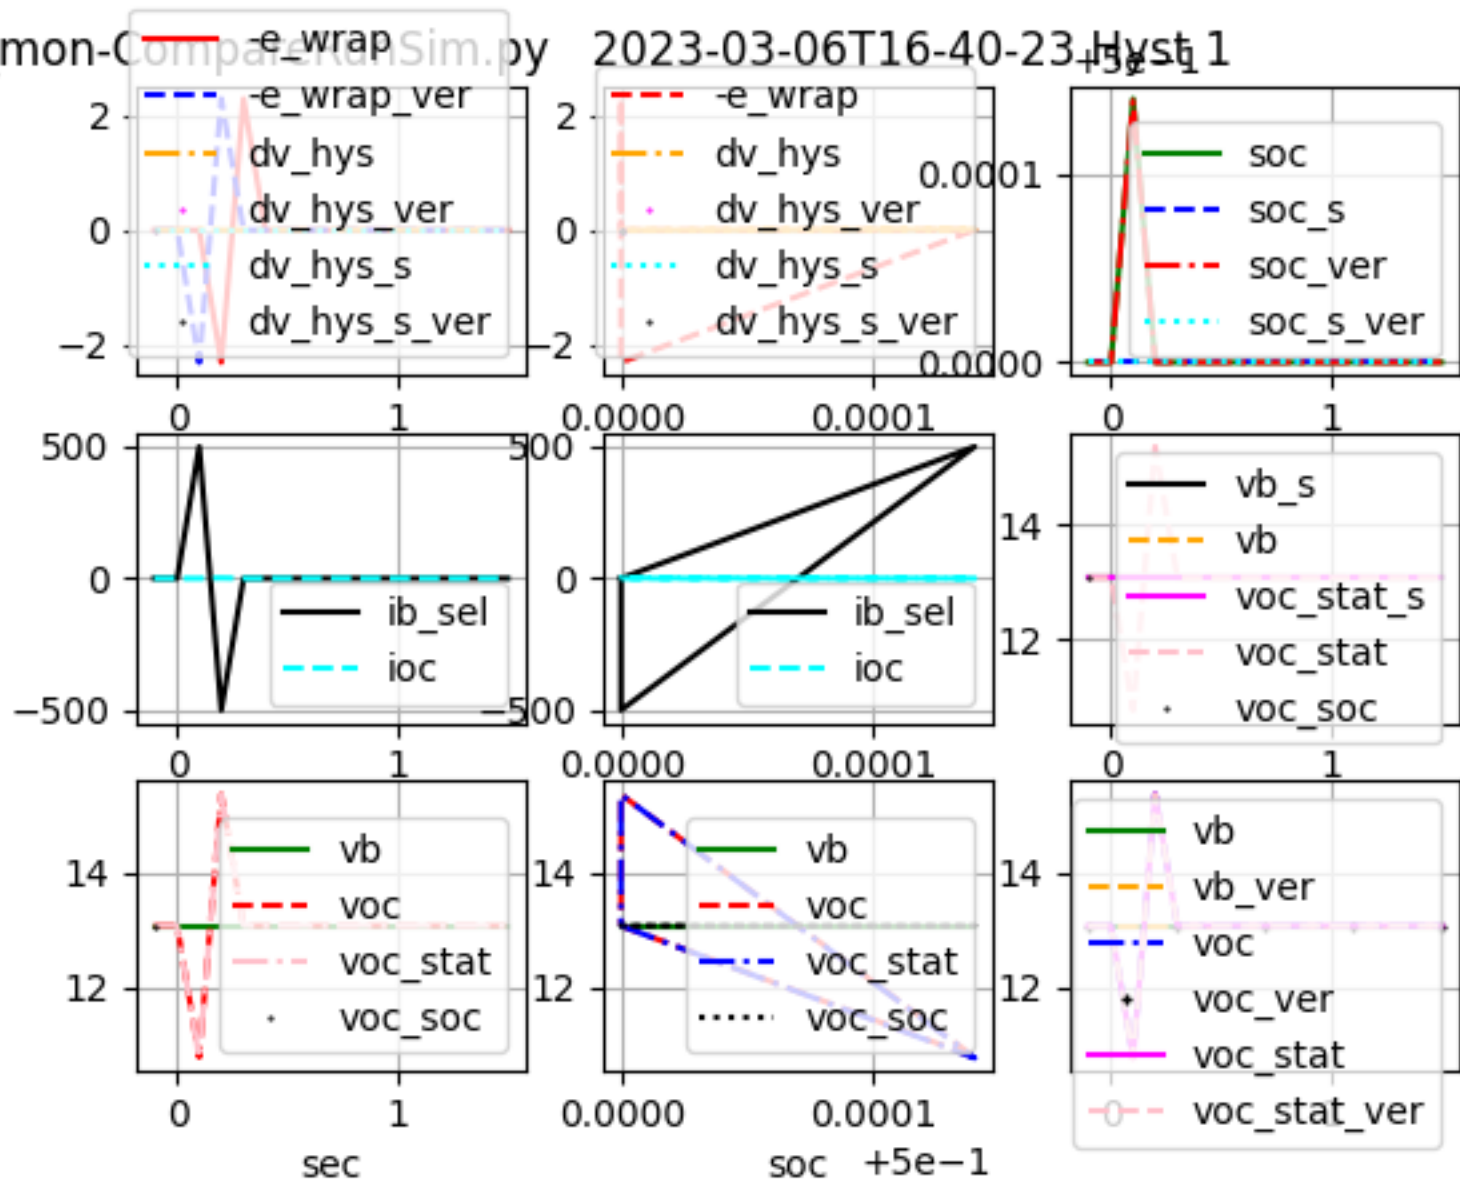 mon-CompareRunSim.py 2023-03-06T16-40-23 Hyst 1
-e_wrap
-e_wrap_ver
dv_hys
dv_hys_ver
dv_hys_s
dv_hys_s_ver
2
0
−2
0
1
-e_wrap
dv_hys
dv_hys_ver
dv_hys_s
dv_hys_s_ver
2
0
−2
0.0000
0.0001
+5e−1
soc
soc_s
soc_ver
soc_s_ver
0.0001
0.0000
0
1
500
0
−500
ib_sel
ioc
0
1
500
0
−500
ib_sel
ioc
0.0000
0.0001
14
12
vb_s
vb
voc_stat_s
voc_stat
voc_soc
0
1
14
12
vb
voc
voc_stat
voc_soc
0
1
sec
14
12
vb
voc
voc_stat
voc_soc
0.0000
0.0001
soc
+5e−1
14
12
vb
vb_ver
voc
voc_ver
voc_stat
voc_stat_ver
0
1